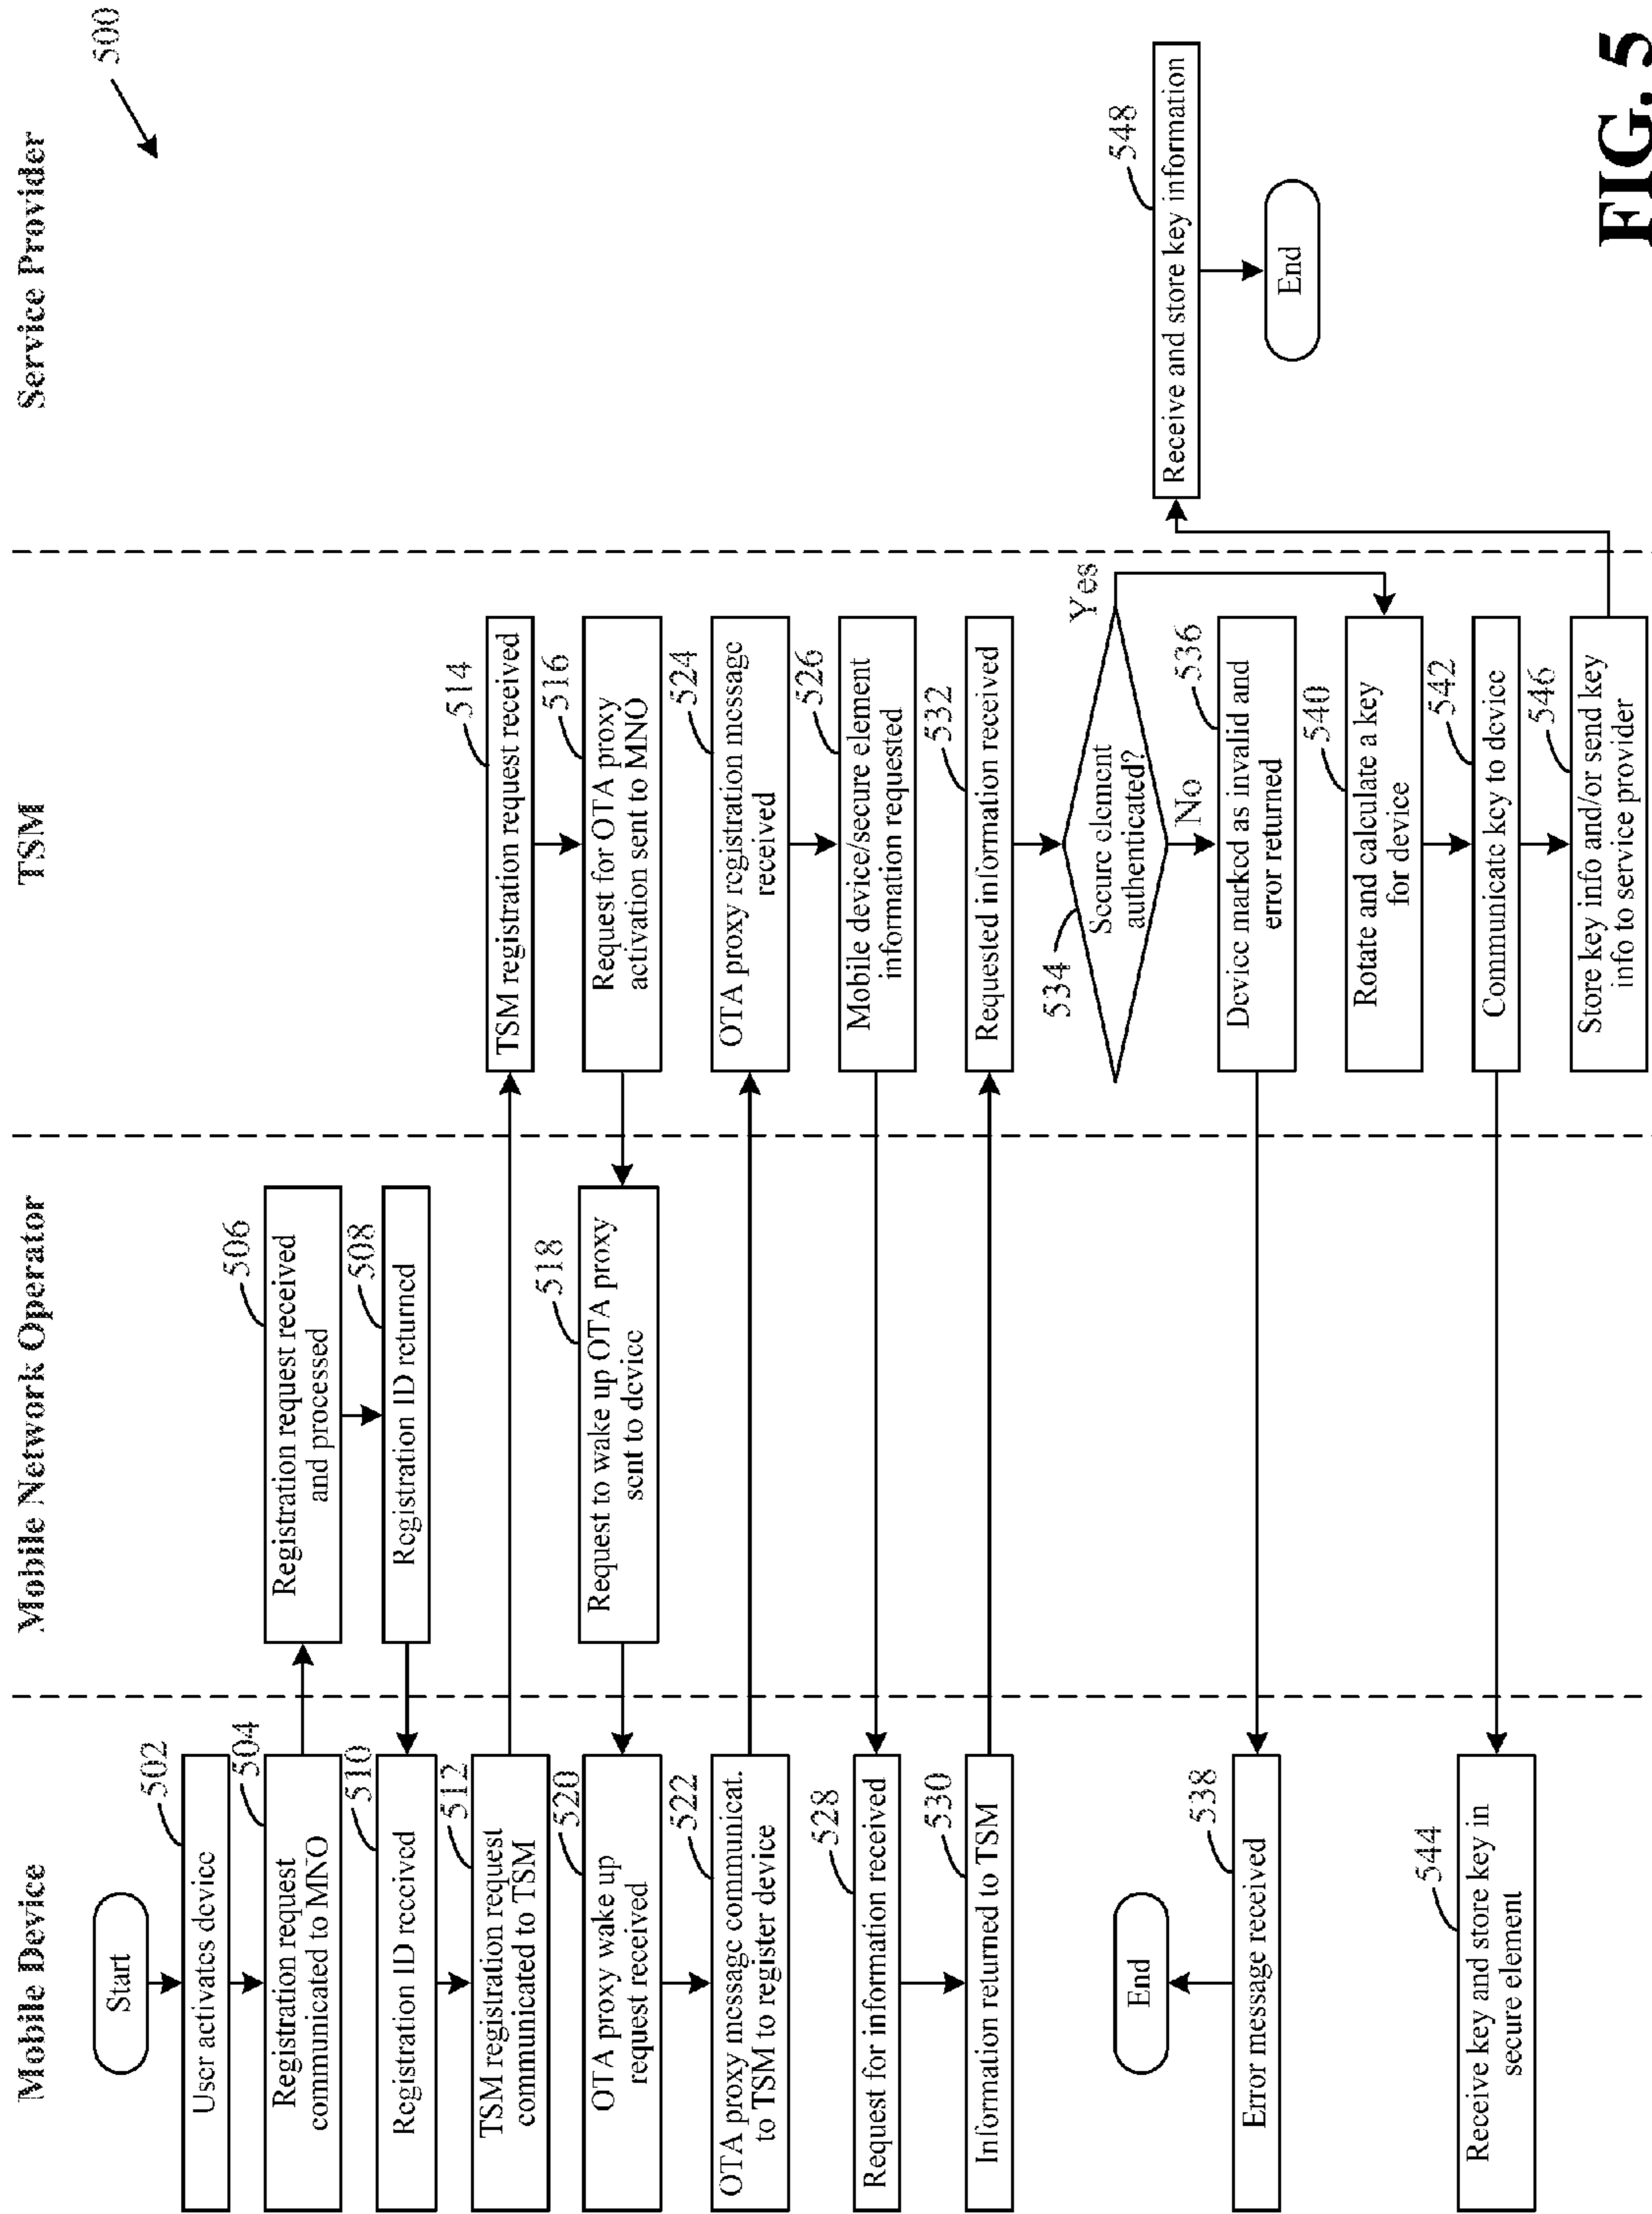 Mobile Device
Mobile Network Operator
TSM
Service Provider
500
Start
502
User activates device
504
Registration request
communicated to MNO
506
Registration request received
and processed
508
Registration ID returned
510
Registration ID received
512
TSM registration request
communicated to TSM
514
TSM registration request received
516
Request for OTA proxy
activation sent to MNO
518
Request to wake up OTA proxy
sent to device
520
OTA proxy wake up
request received
522
OTA proxy message communicat.
to TSM to register device
524
OTA proxy registration message
received
526
Mobile device/secure element
information requested
528
Request for information received
530
Information returned to TSM
532
Requested information received
534
Secure element
authenticated?
Yes
No
536
Device marked as invalid and
error returned
538
Error message received
End
540
Rotate and calculate a key
for device
542
Communicate key to device
544
Receive key and store key in
secure element
546
Store key info and/or send key
info to service provider
548
Receive and store key information
End
FIG. 5